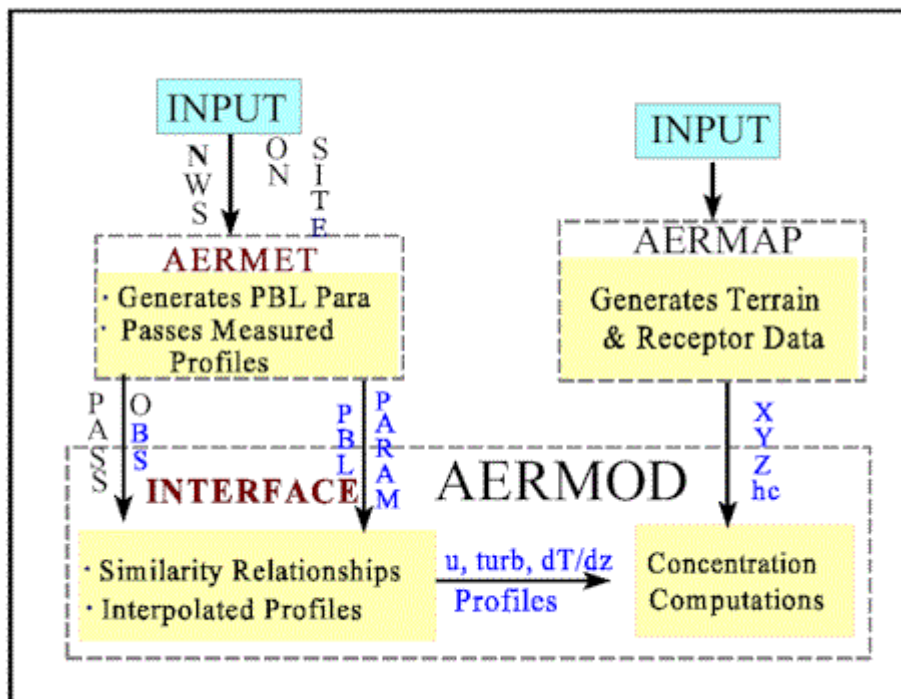 INPUT
NWS
ON
SITE
AERMET
· Generates PBL Para
· Passes Measured
Profiles
INPUT
AERMAP
Generates Terrain
& Receptor Data
PASS
OBS
PBL
PARAM
X
Y
Z
hc
INTERFACE
AERMOD
· Similarity Relationships
· Interpolated Profiles
u, turb, dT/dz
Profiles
Concentration
Computations